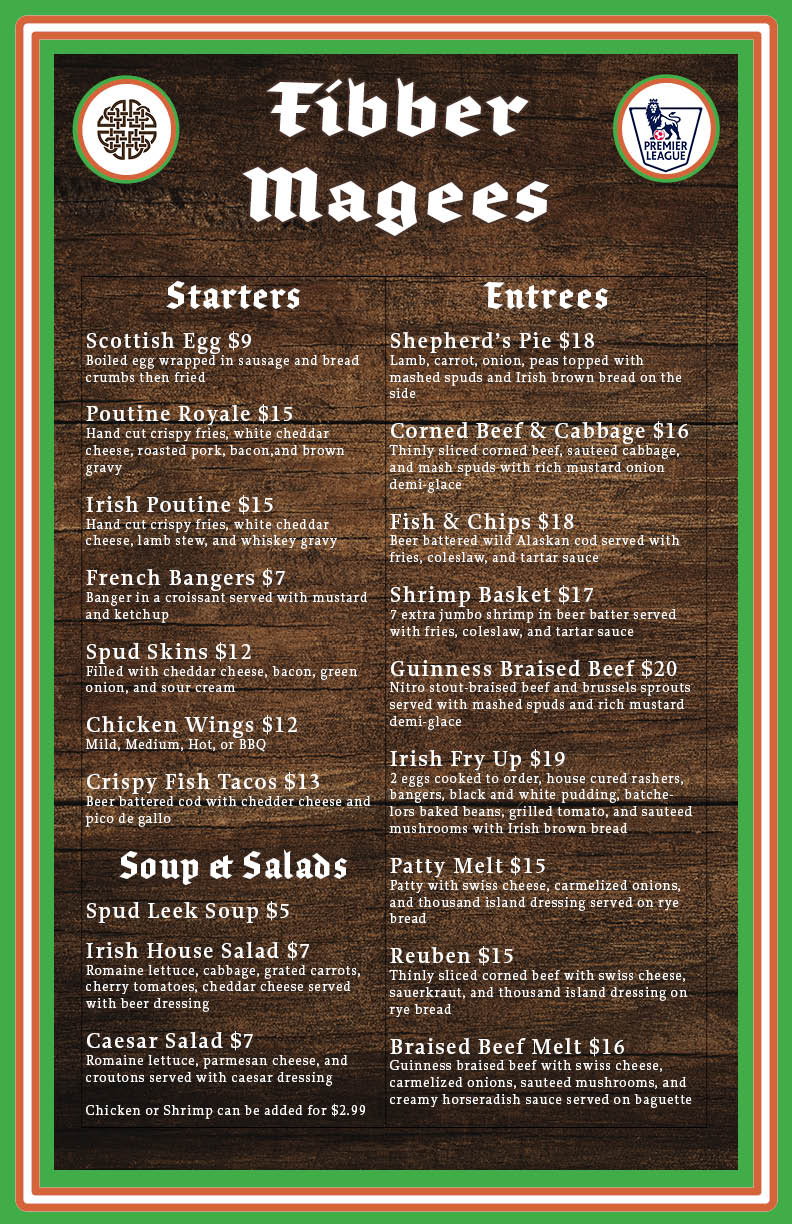 Fibber
Magees
PREMIER
LEAGUE
Starters
Scottish Egg $9
Boiled egg wrapped in sausage and bread
crumbs then fried
Poutine Royale $15
Hand cut crispy fries, white cheddar
cheese, roasted pork, bacon,and brown
gravy
Irish Poutine $15
Hand cut crispy fries, white cheddar
cheese, lamb stew, and whiskey gravy
French Bangers $7
Banger in a croissant served with mustard
and ketchup
Spud Skins $12
Filled with cheddar cheese, bacon, green
onion, and sour cream
Chicken Wings $12
Mild, Medium, Hot, or BBQ
Crispy Fish Tacos $13
Beer battered cod with chedder cheese and
pico de gallo
Soup & Salads
Spud Leek Soup $5
Irish House Salad $7
Romaine lettuce, cabbage, grated carrots,
cherry tomatoes, cheddar cheese served
with beer dressing
Caesar Salad $7
Romaine lettuce, parmesan cheese, and
croutons served with caesar dressing
Chicken or Shrimp can be added for $2.99
Entrees
Shepherd's Pie $18
Lamb, carrot, onion, peas topped with
mashed spuds and Irish brown bread on the
side
Corned Beef & Cabbage $16
Thinly sliced corned beef, sauteed cabbage,
and mash spuds with rich mustard onion
demi-glace
Fish & Chips $18
Beer battered wild Alaskan cod served with
fries, coleslaw, and tartar sauce
Shrimp Basket $17
7 extra jumbo shrimp in beer batter served
with fries, coleslaw, and tartar sauce
Guinness Braised Beef $20
Nitro stout-braised beef and brussels sprouts
served with mashed spuds and rich mustard
demi-glace
Irish Fry Up $19
2 eggs cooked to order, house cured rashers,
bangers, black and white pudding, batche-
lors baked beans, grilled tomato, and sauteed
mushrooms with Irish brown bread
Patty Melt $15
Patty with swiss cheese, carmelized onions,
and thousand island dressing served on rye
bread
Reuben $15
Thinly sliced corned beef with swiss cheese,
sauerkraut, and thousand island dressing on
rye bread
Braised Beef Melt $16
Guinness braised beef with swiss cheese,
carmelized onions, sauteed mushrooms, and
creamy horseradish sauce served on baguette